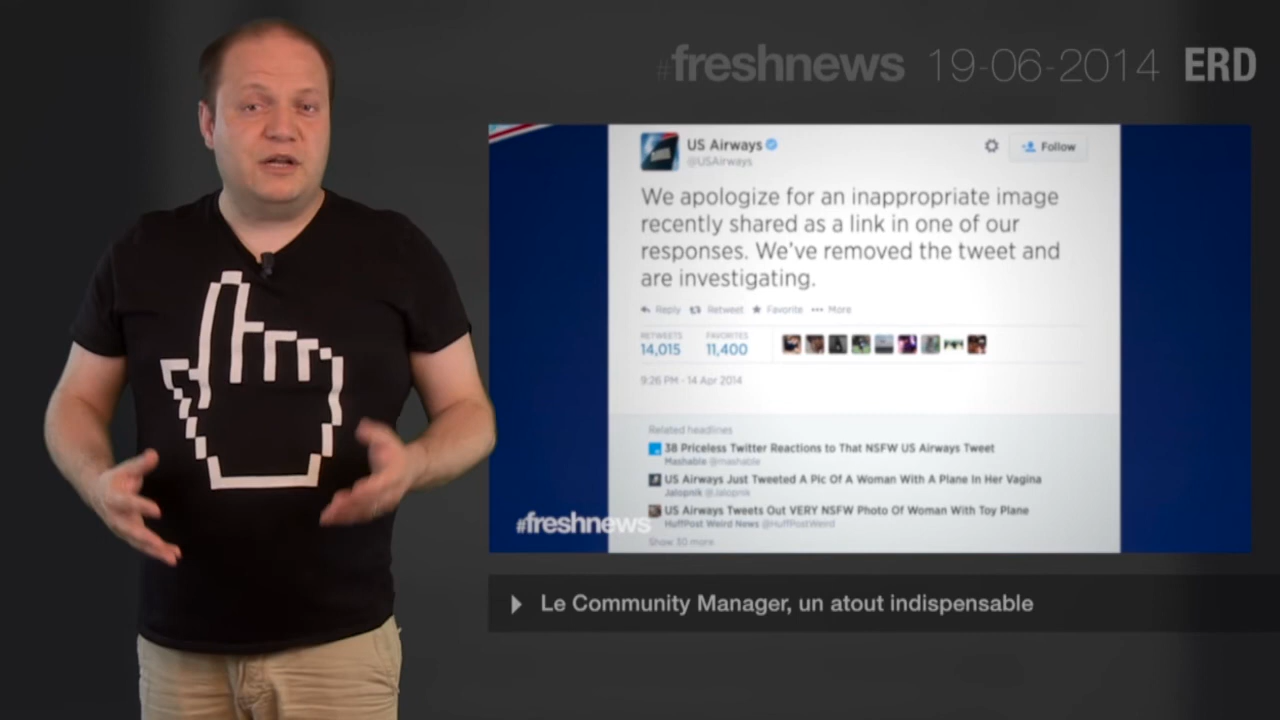 #freshnews 19-06-2014 ERD
US Airways
@USAirways
Follow
We apologize for an inappropriate image
recently shared as a link in one of our
responses. We've removed the tweet and
are investigating.
Reply Retweet Favorite More
RETWEETS FAVORITES
14,015 11,400
9:26 PM - 14 Apr 2014
Related headlines
38 Priceless Twitter Reactions to That NSFW US Airways Tweet
Mashable @mashable
US Airways Just Tweeted A Pic Of A Woman With A Plane In Her Vagina
Jalopnik @Jalopnik
US Airways Tweets Out VERY NSFW Photo Of Woman With Toy Plane
HuffPost Weird News @HuffPostWeird
Show 30 more
#freshnews
Le Community Manager, un atout indispensable